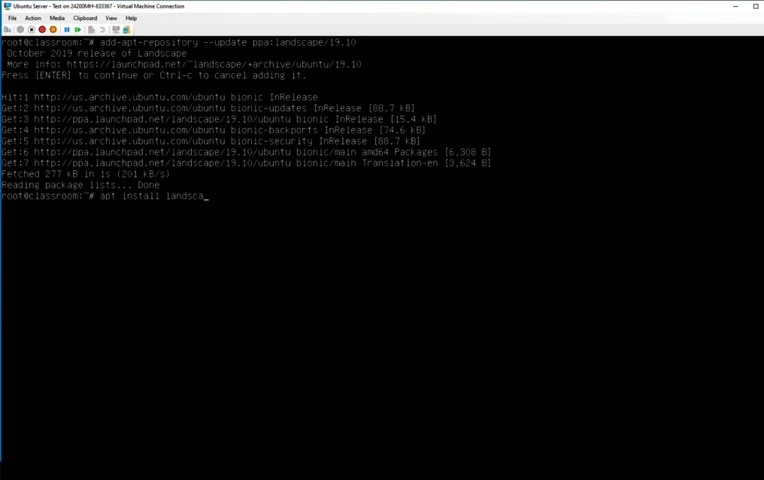 Ubuntu Server - Test on 24200MH-633367 - Virtual Machine Connection
File Action Media Clipboard View Help
root@classroom:~# add-apt-repository --update ppa:landscape/19.10
October 2019 release of Landscape
More info: https://launchpad.net/~landscape/+archive/ubuntu/19.10
Press [ENTER] to continue or Ctrl-c to cancel adding it.
Hit:1 http://us.archive.ubuntu.com/ubuntu bionic InRelease
Get:2 http://us.archive.ubuntu.com/ubuntu bionic-updates InRelease [88.7 kB]
Get:3 http://ppa.launchpad.net/landscape/19.10/ubuntu bionic InRelease [15.4 kB]
Get:4 http://us.archive.ubuntu.com/ubuntu bionic-backports InRelease [74.6 kB]
Get:5 http://us.archive.ubuntu.com/ubuntu bionic-security InRelease [88.7 kB]
Get:6 http://ppa.launchpad.net/landscape/19.10/ubuntu bionic/main amd64 Packages [6,308 B]
Get:7 http://ppa.launchpad.net/landscape/19.10/ubuntu bionic/main Translation-en [3,624 B]
Fetched 277 kB in 1s (201 kB/s)
Reading package lists... Done
root@classroom:~# apt install landsca_